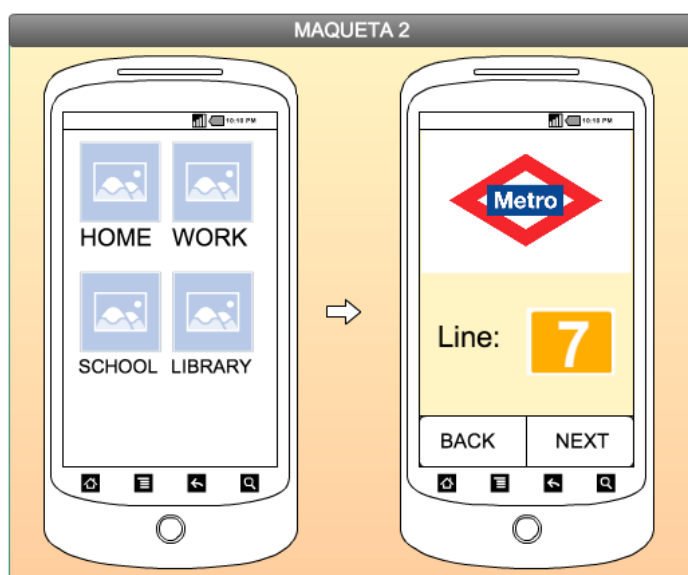 MAQUETA 2
10:10 PM
HOME WORK
SCHOOL LIBRARY
10:10 PM
Metro
Line: 7
BACK NEXT